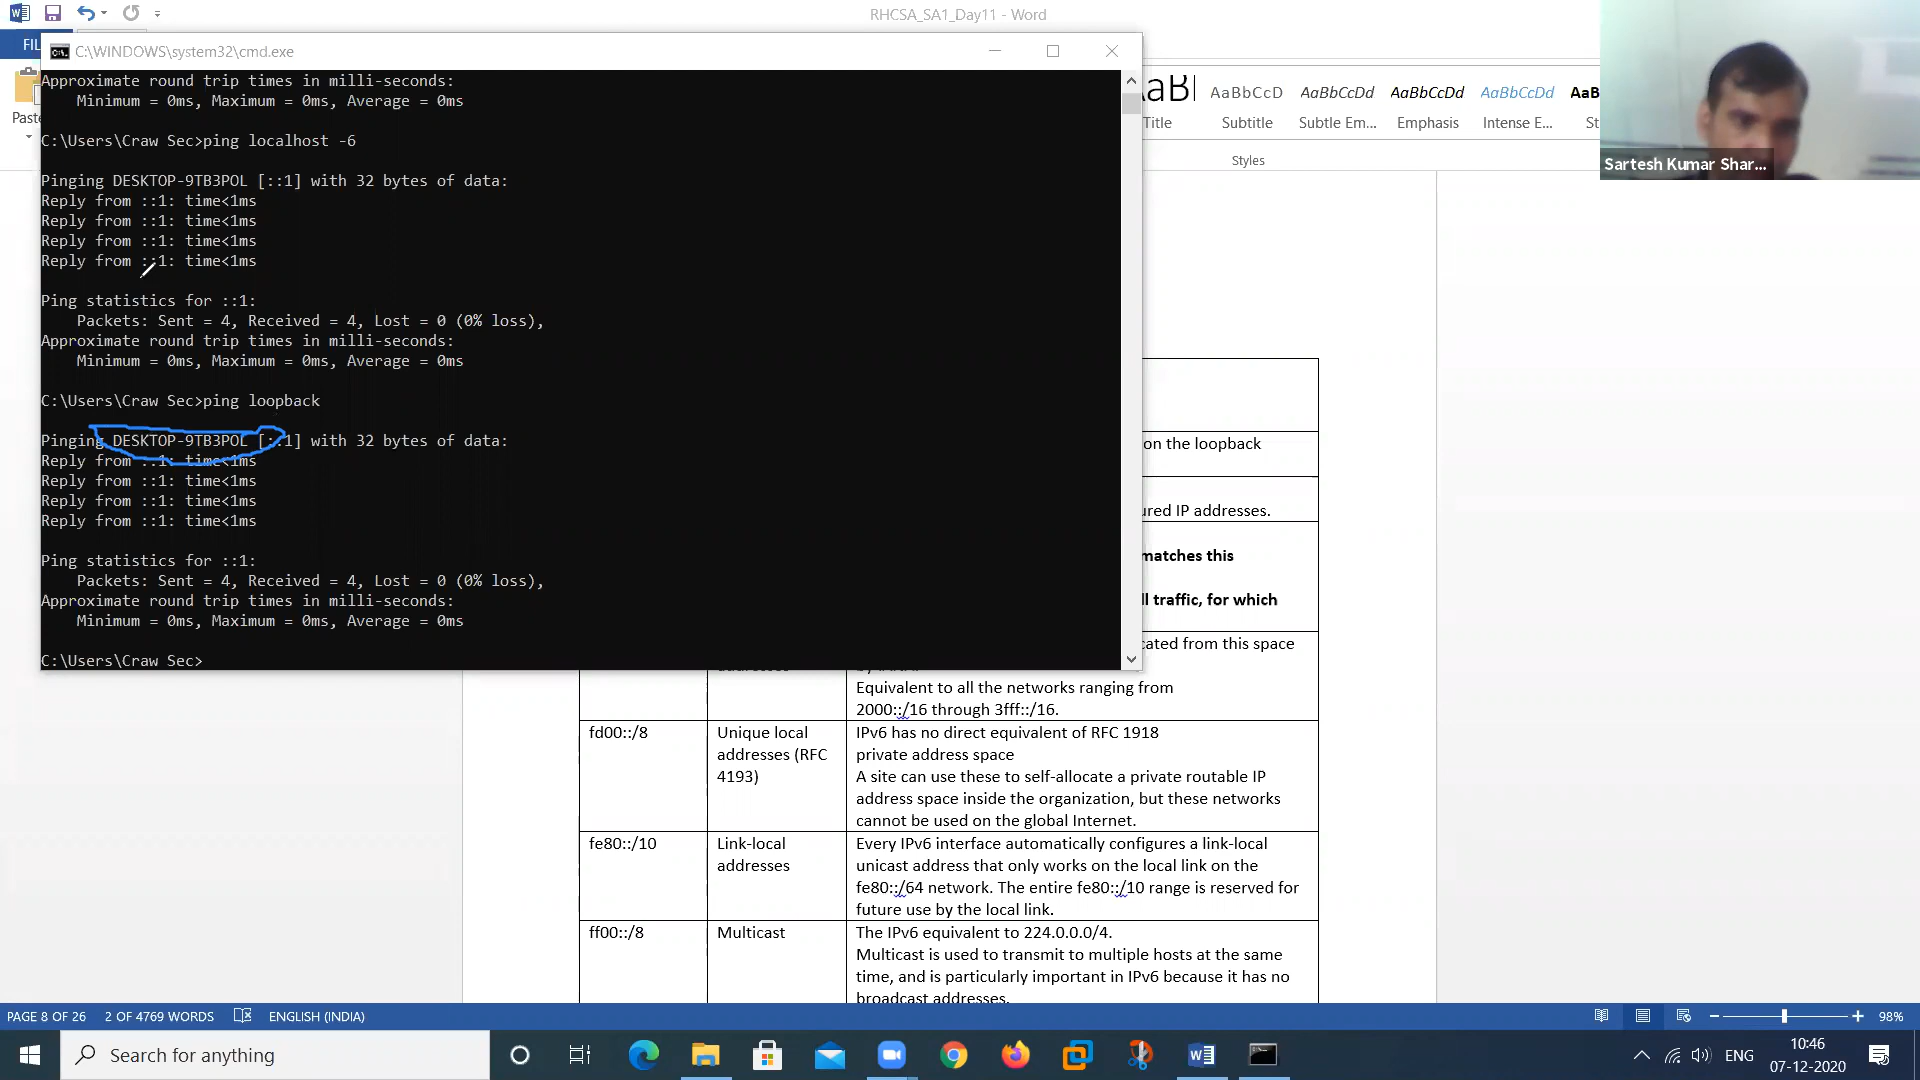 RHCSA_SA1_Day11 - Word
FIL
C:\WINDOWS\system32\cmd.exe
Paste
Approximate round trip times in milli-seconds:
    Minimum = 0ms, Maximum = 0ms, Average = 0ms
C:\Users\Craw Sec>ping localhost -6
Pinging DESKTOP-9TB3POL [::1] with 32 bytes of data:
Reply from ::1: time<1ms
Reply from ::1: time<1ms
Reply from ::1: time<1ms
Reply from ::1: time<1ms
Ping statistics for ::1:
    Packets: Sent = 4, Received = 4, Lost = 0 (0% loss),
Approximate round trip times in milli-seconds:
    Minimum = 0ms, Maximum = 0ms, Average = 0ms
C:\Users\Craw Sec>ping loopback
Pinging DESKTOP-9TB3POL [::1] with 32 bytes of data:
Reply from ::1: time<1ms
Reply from ::1: time<1ms
Reply from ::1: time<1ms
Reply from ::1: time<1ms
Ping statistics for ::1:
    Packets: Sent = 4, Received = 4, Lost = 0 (0% loss),
Approximate round trip times in milli-seconds:
    Minimum = 0ms, Maximum = 0ms, Average = 0ms
C:\Users\Craw Sec>
AaBl AaBbCcD AaBbCcDd AaBbCcDd AaBbCcDd AaBb
Title Subtitle Subtle Em... Emphasis Intense E... St
Styles
Sartesh Kumar Shar...
on the loopback
ured IP addresses.
matches this
ll traffic, for which
cated from this space
Equivalent to all the networks ranging from
2000::/16 through 3fff::/16.
fd00::/8 Unique local addresses (RFC 4193) IPv6 has no direct equivalent of RFC 1918
private address space
A site can use these to self-allocate a private routable IP
address space inside the organization, but these networks
cannot be used on the global Internet.
fe80::/10 Link-local addresses Every IPv6 interface automatically configures a link-local
unicast address that only works on the local link on the
fe80::/64 network. The entire fe80::/10 range is reserved for
future use by the local link.
ff00::/8 Multicast The IPv6 equivalent to 224.0.0.0/4.
Multicast is used to transmit to multiple hosts at the same
time, and is particularly important in IPv6 because it has no
broadcast addresses.
PAGE 8 OF 26 2 OF 4769 WORDS ENGLISH (INDIA) 98%
Search for anything
ENG
10:46
07-12-2020